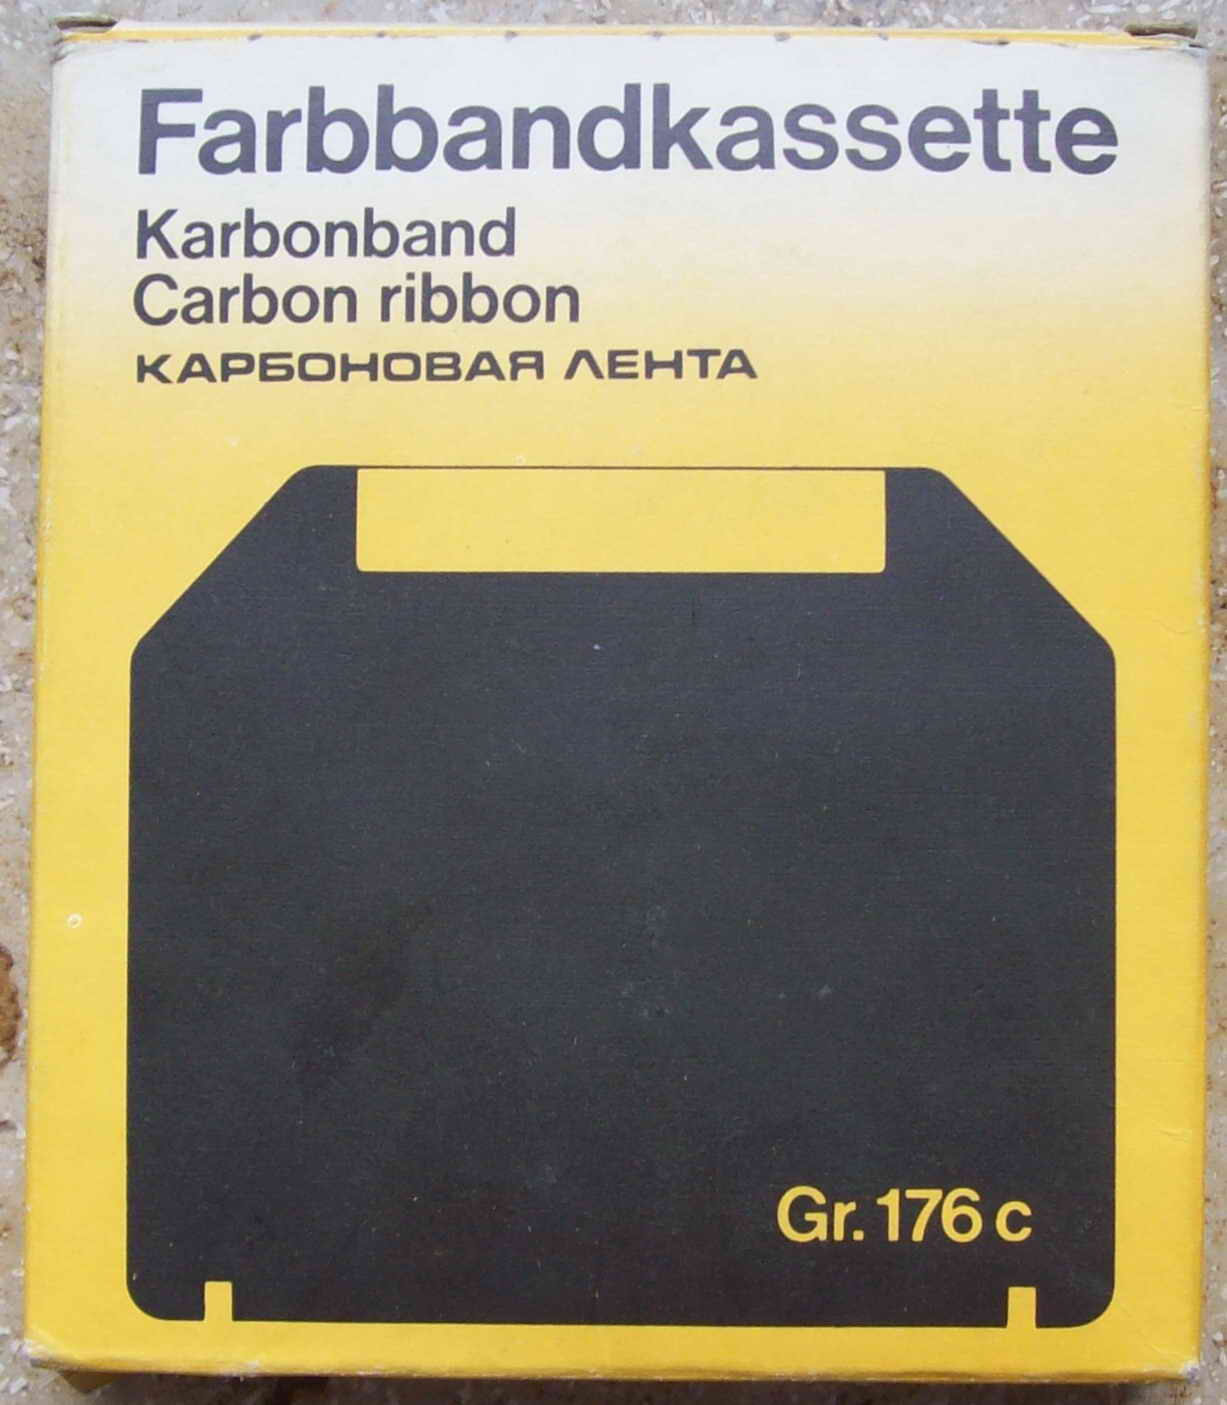 Farbbandkassette
Karbonband
Carbon ribbon
КАРБОНОВАЯ ЛЕНТА
Gr. 176 c